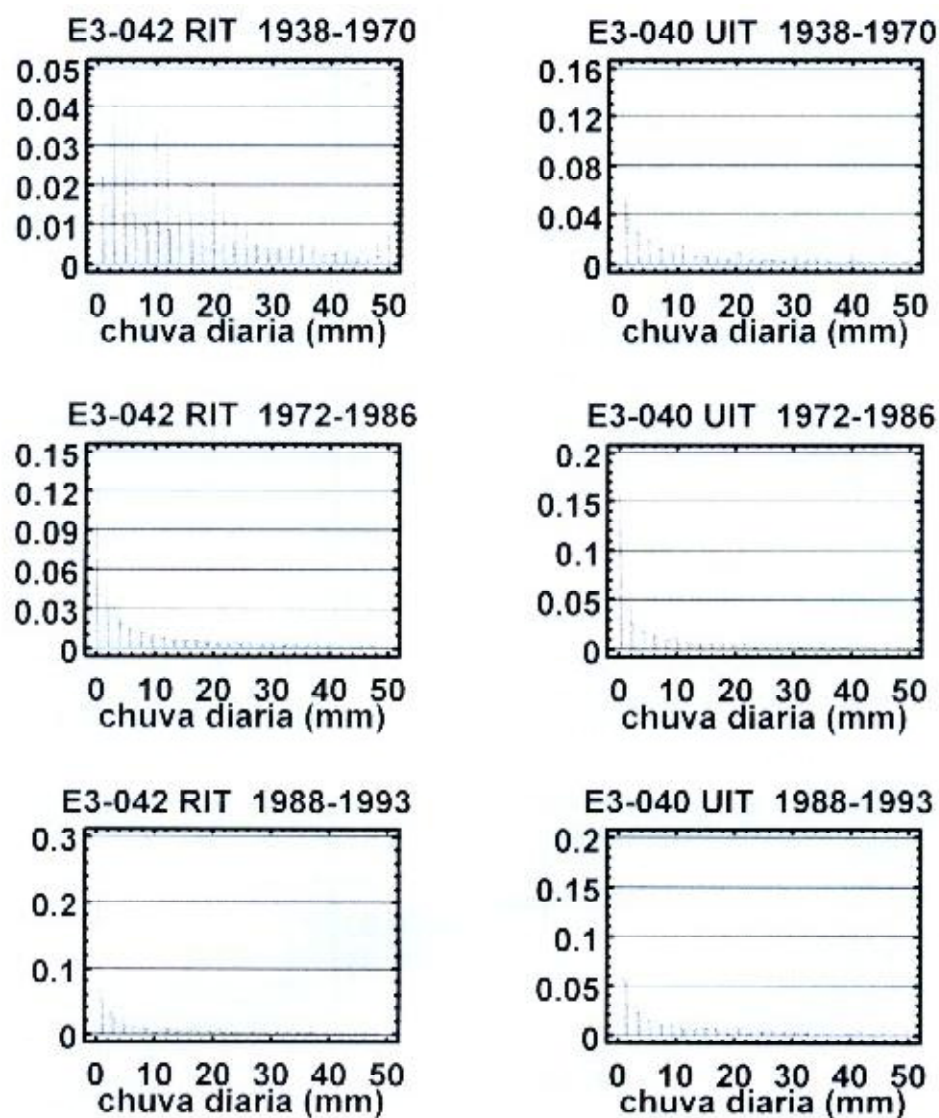 E3-042 RIT 1938-1970
0.05
0.04
0.03
0.02
0.01
0
0 10 20 30 40 50
chuva diaria (mm)
E3-040 UIT 1938-1970
0.16
0.12
0.08
0.04
0
0 10 20 30 40 50
chuva diaria (mm)
E3-042 RIT 1972-1986
0.15
0.12
0.09
0.06
0.03
0
0 10 20 30 40 50
chuva diaria (mm)
E3-040 UIT 1972-1986
0.2
0.15
0.1
0.05
0
0 10 20 30 40 50
chuva diaria (mm)
E3-042 RIT 1988-1993
0.3
0.2
0.1
0
0 10 20 30 40 50
chuva diaria (mm)
E3-040 UIT 1988-1993
0.2
0.15
0.1
0.05
0
0 10 20 30 40 50
chuva diaria (mm)